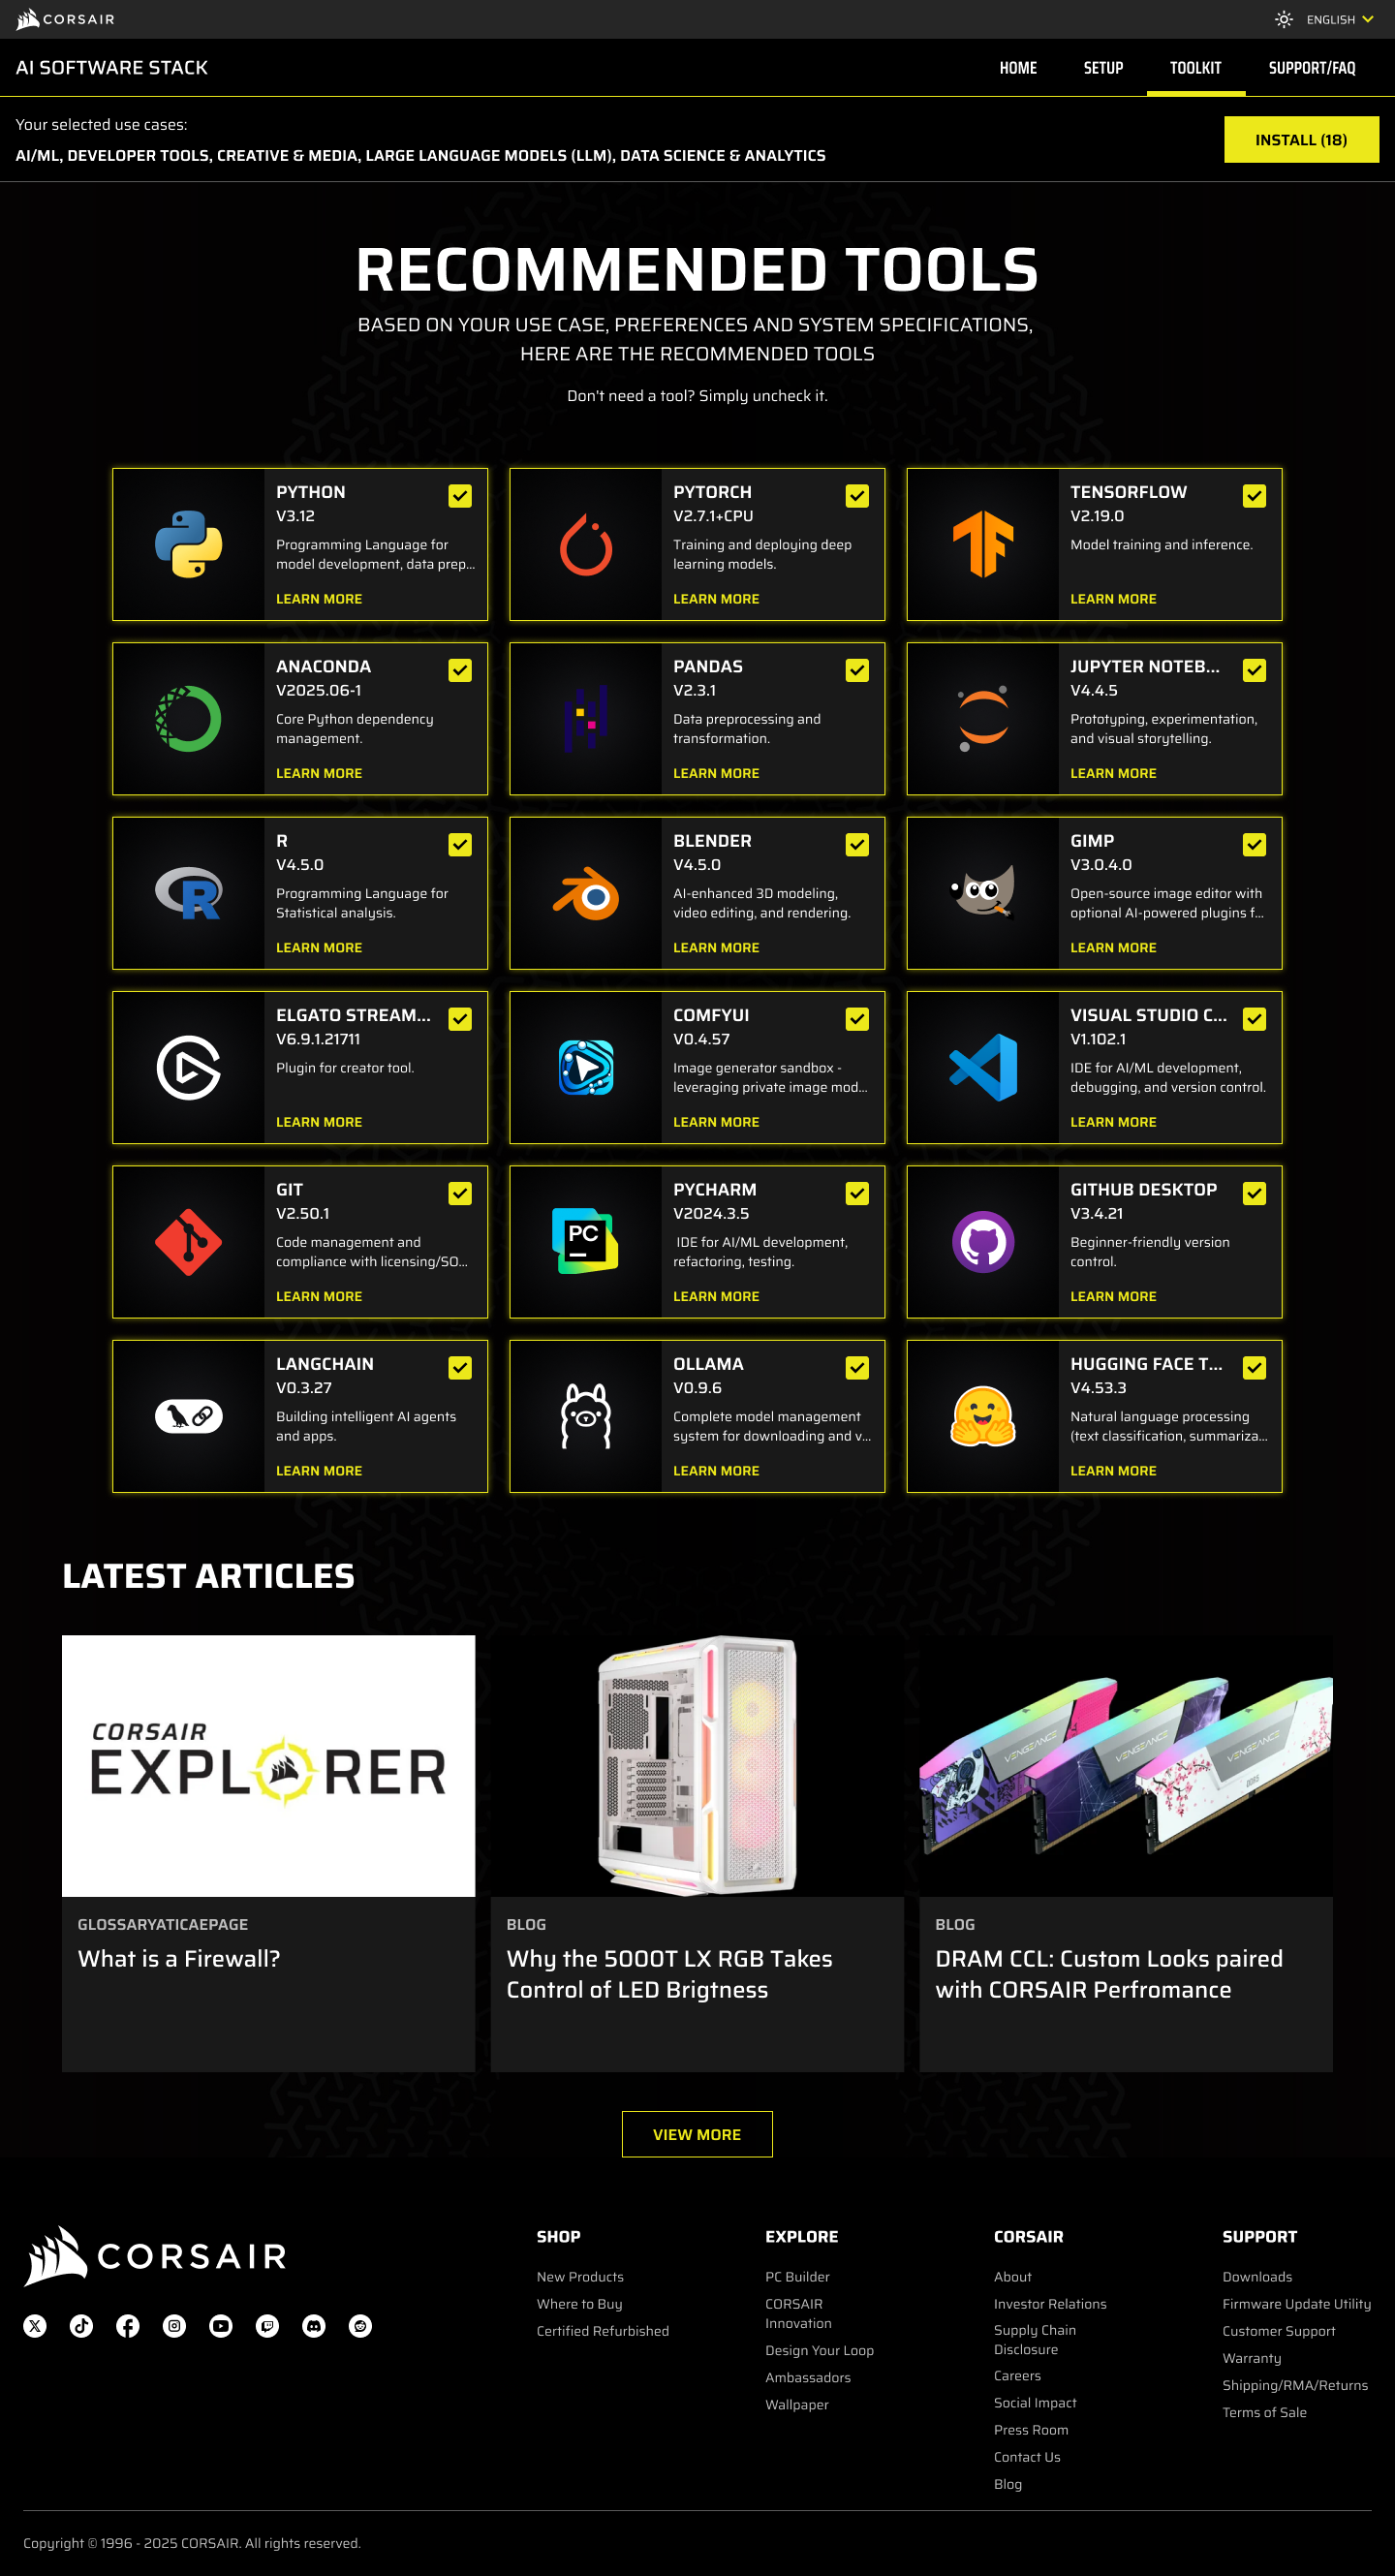 CORSAIR
ENGLISH
AI SOFTWARE STACK
HOME
SETUP
TOOLKIT
SUPPORT/FAQ
Your selected use cases:
AI/ML, DEVELOPER TOOLS, CREATIVE & MEDIA, LARGE LANGUAGE MODELS (LLM), DATA SCIENCE & ANALYTICS
INSTALL (18)
RECOMMENDED TOOLS
BASED ON YOUR USE CASE, PREFERENCES AND SYSTEM SPECIFICATIONS,
HERE ARE THE RECOMMENDED TOOLS
Don't need a tool? Simply uncheck it.
PYTHON
V3.12
Programming Language for
model development, data prep...
LEARN MORE
PYTORCH
V2.7.1+CPU
Training and deploying deep
learning models.
LEARN MORE
TENSORFLOW
V2.19.0
Model training and inference.
LEARN MORE
ANACONDA
V2025.06-1
Core Python dependency
management.
LEARN MORE
PANDAS
V2.3.1
Data preprocessing and
transformation.
LEARN MORE
JUPYTER NOTEB...
V4.4.5
Prototyping, experimentation,
and visual storytelling.
LEARN MORE
R
R
V4.5.0
Programming Language for
Statistical analysis.
LEARN MORE
BLENDER
V4.5.0
AI-enhanced 3D modeling,
video editing, and rendering.
LEARN MORE
GIMP
V3.0.4.0
Open-source image editor with
optional AI-powered plugins f...
LEARN MORE
ELGATO STREAM...
V6.9.1.21711
Plugin for creator tool.
LEARN MORE
COMFYUI
V0.4.57
Image generator sandbox -
leveraging private image mod...
LEARN MORE
VISUAL STUDIO C...
V1.102.1
IDE for AI/ML development,
debugging, and version control.
LEARN MORE
GIT
V2.50.1
Code management and
compliance with licensing/SO...
LEARN MORE
PC
PYCHARM
V2024.3.5
IDE for AI/ML development,
refactoring, testing.
LEARN MORE
GITHUB DESKTOP
V3.4.21
Beginner-friendly version
control.
LEARN MORE
LANGCHAIN
V0.3.27
Building intelligent AI agents
and apps.
LEARN MORE
OLLAMA
V0.9.6
Complete model management
system for downloading and v...
LEARN MORE
HUGGING FACE T...
V4.53.3
Natural language processing
(text classification, summariza...
LEARN MORE
LATEST ARTICLES
CORSAIR
EXPLORER
VENGEANCE
VENGEANCE
VENGEANCE
DDR5
GLOSSARYATICAEPAGE
What is a Firewall?
BLOG
Why the 5000T LX RGB Takes
Control of LED Brigtness
BLOG
DRAM CCL: Custom Looks paired
with CORSAIR Perfromance
VIEW MORE
CORSAIR
SHOP
New Products
Where to Buy
Certified Refurbished
EXPLORE
PC Builder
CORSAIR
Innovation
Design Your Loop
Ambassadors
Wallpaper
CORSAIR
About
Investor Relations
Supply Chain
Disclosure
Careers
Social Impact
Press Room
Contact Us
Blog
SUPPORT
Downloads
Firmware Update Utility
Customer Support
Warranty
Shipping/RMA/Returns
Terms of Sale
Copyright © 1996 - 2025 CORSAIR. All rights reserved.